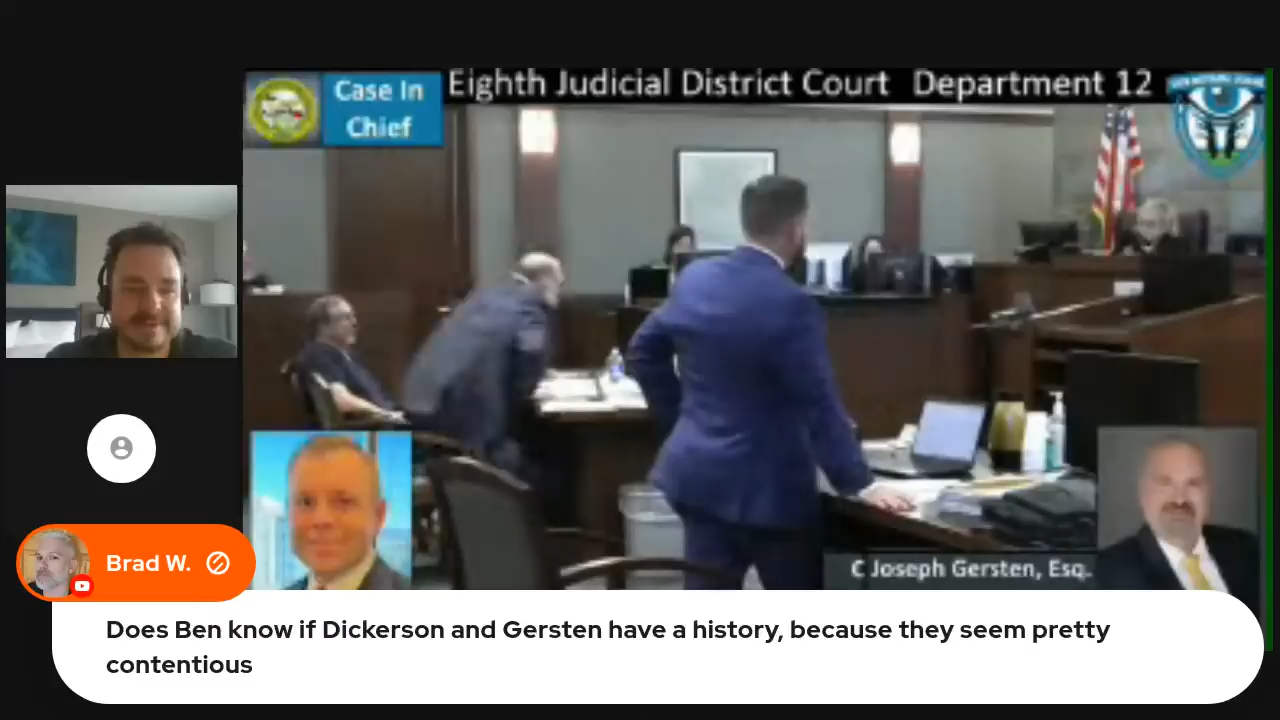 Case In
Chief
Eighth Judicial District Court Department 12
C Joseph Gersten, Esq.
Brad W.
Does Ben know if Dickerson and Gersten have a history, because they seem pretty
contentious